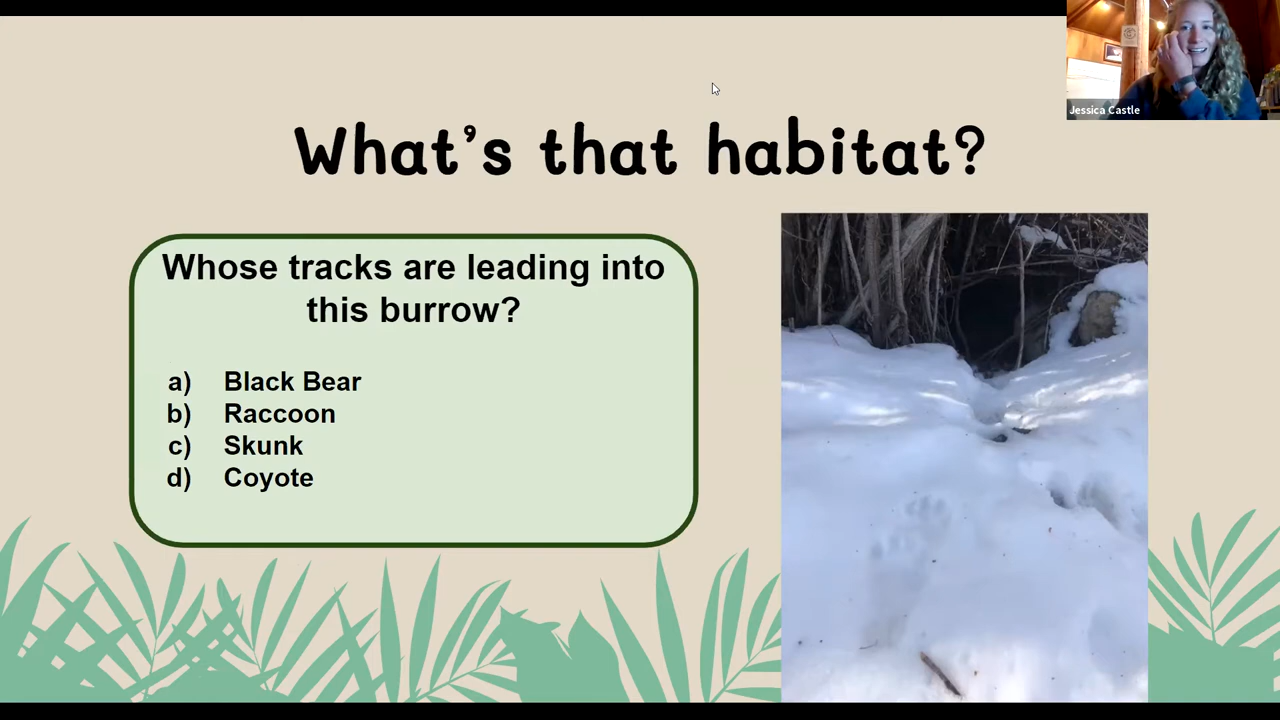 Jessica Castle
What's that habitat?
Whose tracks are leading into
this burrow?
a) Black Bear
b) Raccoon
c) Skunk
d) Coyote